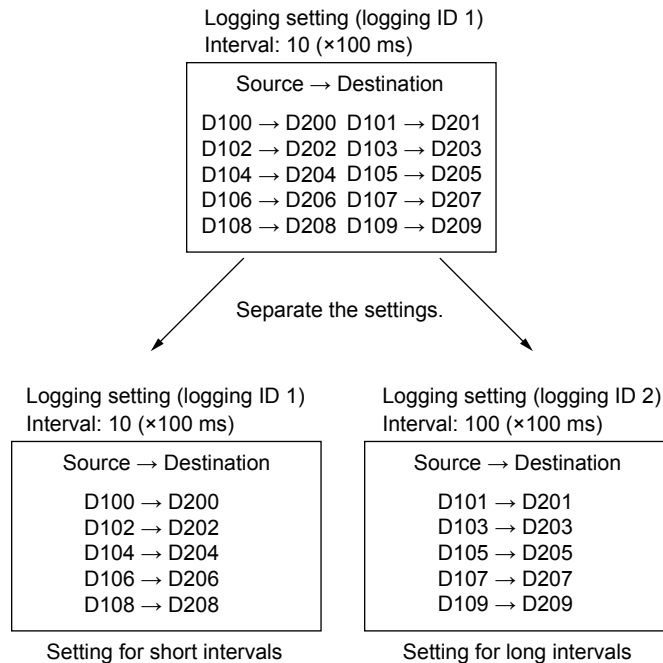 Logging setting (logging ID 1)
Interval: 10 (×100 ms)
Source → Destination
D100 → D200 D101 → D201
D102 → D202 D103 → D203
D104 → D204 D105 → D205
D106 → D206 D107 → D207
D108 → D208 D109 → D209
Separate the settings.
Logging setting (logging ID 1)
Interval: 10 (×100 ms)
Source → Destination
D100 → D200
D102 → D202
D104 → D204
D106 → D206
D108 → D208
Setting for short intervals
Logging setting (logging ID 2)
Interval: 100 (×100 ms)
Source → Destination
D101 → D201
D103 → D203
D105 → D205
D107 → D207
D109 → D209
Setting for long intervals